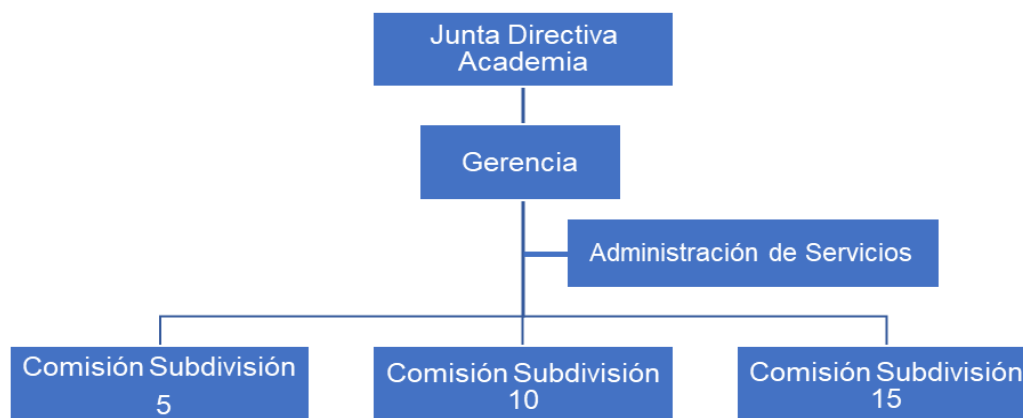 Junta Directiva
Academia
Gerencia
Administración de Servicios
Comisión Subdivisión
5
Comisión Subdivisión
10
Comisión Subdivisión
15